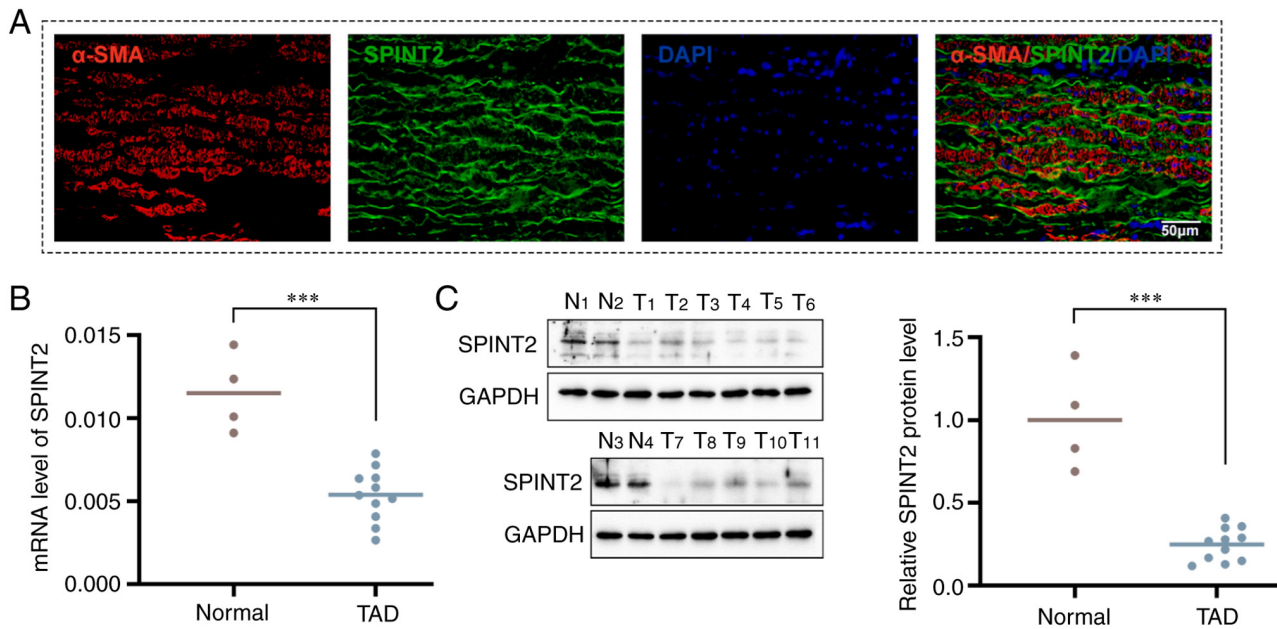 A
α-SMA
SPINT2
DAPI
α-SMA/SPINT2/DAPI
50μm
B
***
mRNA level of SPINT2
0.015
0.010
0.005
0.000
Normal
TAD
C
N1 N2 T1 T2 T3 T4 T5 T6
SPINT2
GAPDH
N3 N4 T7 T8 T9 T10 T11
SPINT2
GAPDH
***
Relative SPINT2 protein level
1.5
1.0
0.5
0.0
Normal
TAD